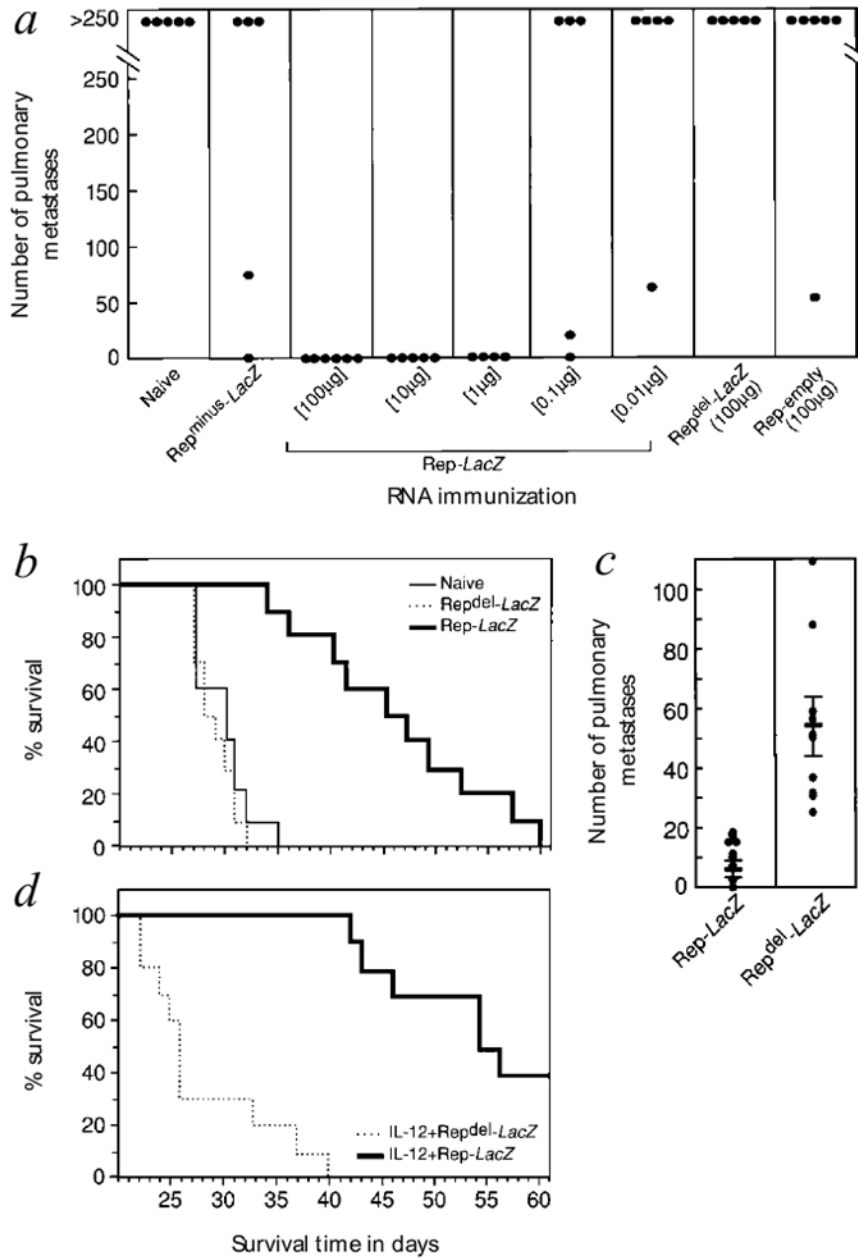 a
>250
250
200
150
100
50
0
Number of pulmonary
metastases
Naive
Repminus-LacZ
[100µg]
[10µg]
[1µg]
[0.1µg]
[0.01µg]
Repdel-LacZ
(100µg)
Rep-empty
(100µg)
Rep-LacZ
RNA immunization
b
100
80
60
40
20
0
% survival
Naive
Repdel-LacZ
Rep-LacZ
c
100
80
60
40
20
0
Number of pulmonary
metastases
Rep-LacZ
Repdel-LacZ
d
100
80
60
40
20
0
% survival
IL-12+Repdel-LacZ
IL-12+Rep-LacZ
25 30 35 40 45 50 55 60
Survival time in days